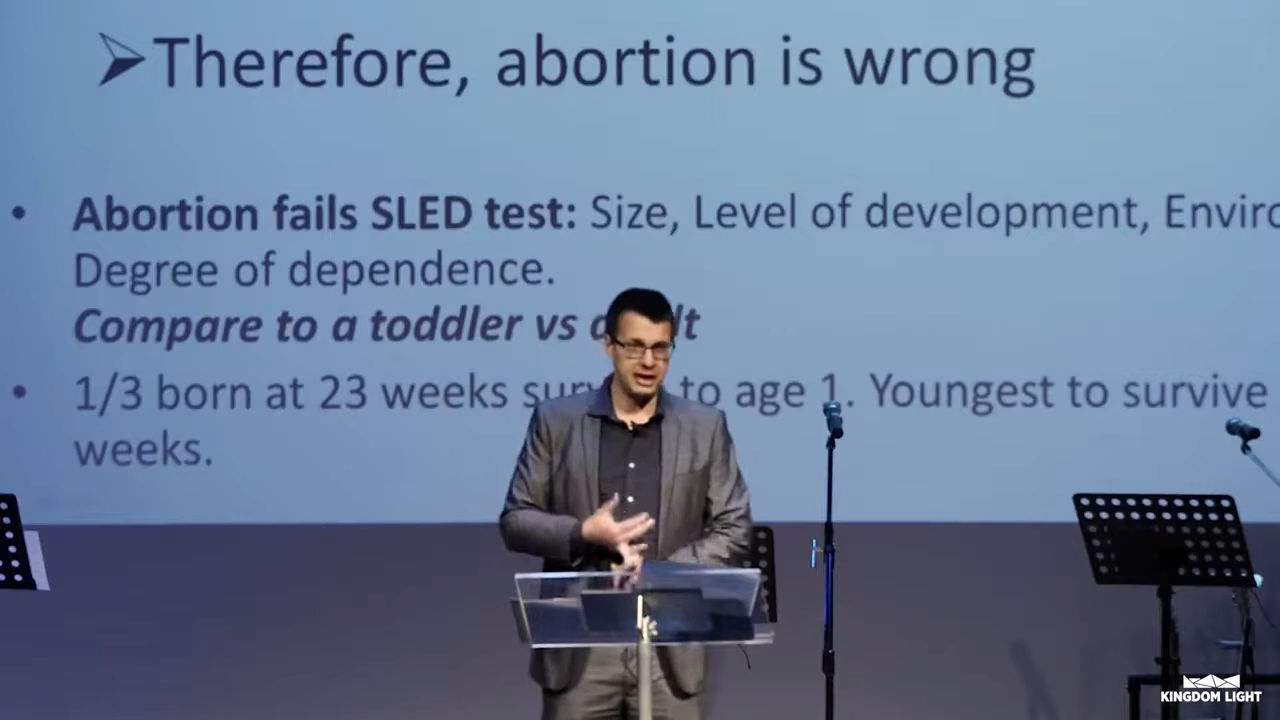 Therefore, abortion is wrong
Abortion fails SLED test: Size, Level of development,
Degree of dependence.
Compare to a toddler vs
1/3 born at 23 weeks to age 1. Youngest to survive
weeks.
KINGDOM LIGHT